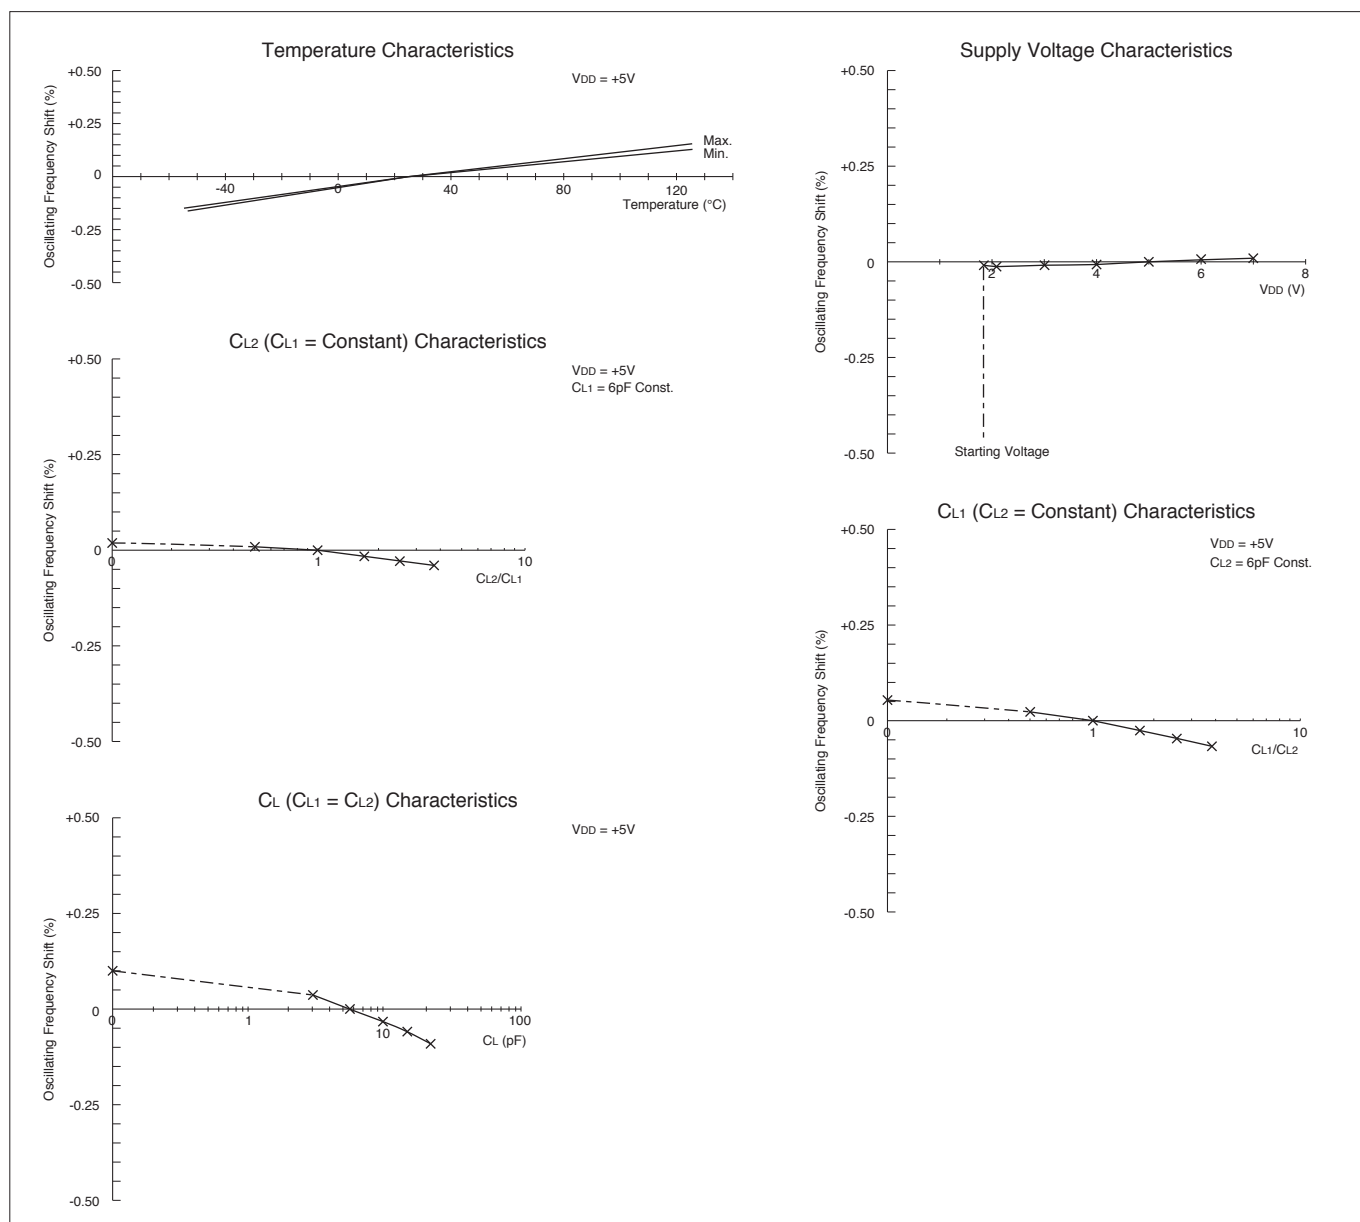 Temperature Characteristics
VDD = +5V
Oscillating Frequency Shift (%)
+0.50
+0.25
0
-0.25
-0.50
-40
0
40
80
120
Temperature (°C)
Max.
Min.
Supply Voltage Characteristics
Oscillating Frequency Shift (%)
+0.50
+0.25
0
-0.25
-0.50
2
4
6
8
VDD (V)
Starting Voltage
CL2 (CL1 = Constant) Characteristics
VDD = +5V
CL1 = 6pF Const.
Oscillating Frequency Shift (%)
+0.50
+0.25
0
-0.25
-0.50
0
1
10
CL2/CL1
CL1 (CL2 = Constant) Characteristics
VDD = +5V
CL2 = 6pF Const.
Oscillating Frequency Shift (%)
+0.50
+0.25
0
-0.25
-0.50
0
1
10
CL1/CL2
CL (CL1 = CL2) Characteristics
VDD = +5V
Oscillating Frequency Shift (%)
+0.50
+0.25
0
-0.25
-0.50
0
1
10
100
CL (pF)